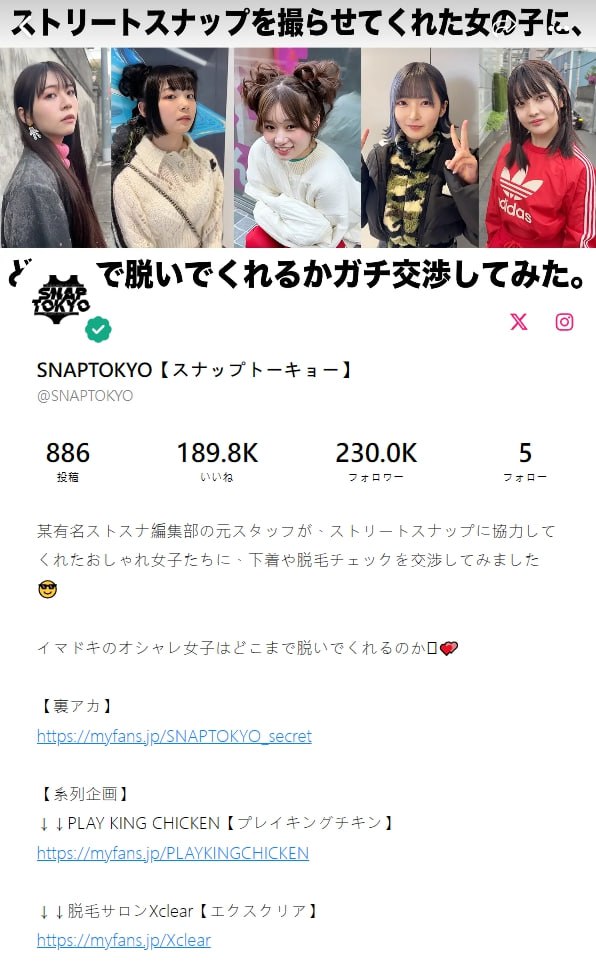 ストリートスナップを撮らせてくれた女の子に、
adidas
ど で脱いでくれるかガチ交渉してみた。
SNAP
TOKYO
SNAPTOKYO【スナップトーキョー】
@SNAPTOKYO
886 189.8K 230.0K 5
投稿 いいね フォロワー フォロー
某有名ストスナ編集部の元スタッフが、ストリートスナップに協力して
くれたおしゃれ女子たちに、下着や脱毛チェックを交渉してみました
😎
イマドキのオシャレ女子はどこまで脱いでくれるのか💕
【裏アカ】
https://myfans.jp/SNAPTOKYO_secret
【系列企画】
↓↓PLAY KING CHICKEN【プレイキングチキン】
https://myfans.jp/PLAYKINGCHICKEN
↓↓脱毛サロンXclear【エクスクリア】
https://myfans.jp/Xclear